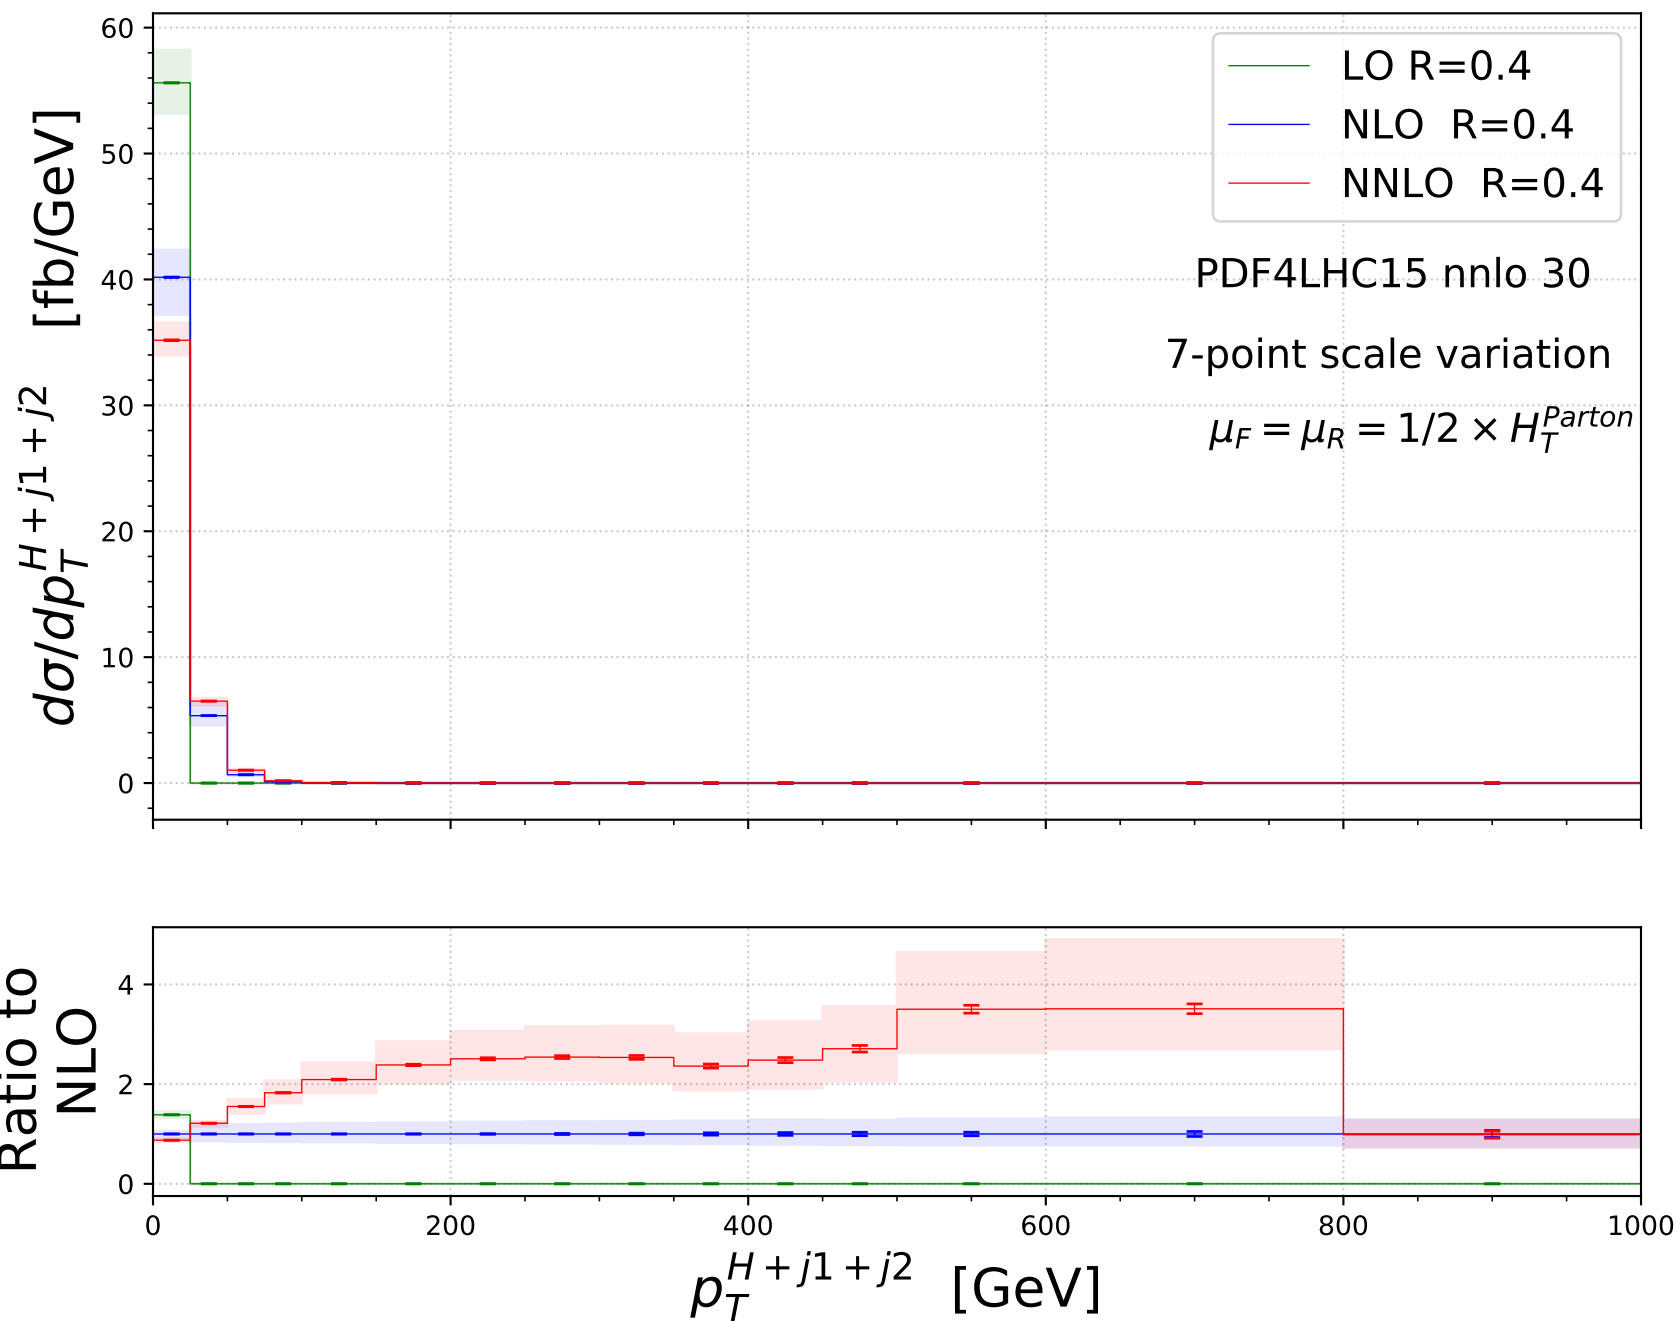 60
50
40
30
20
10
0
dσ/dp_T^{H+j1+j2} [fb/GeV]
LO R=0.4
NLO R=0.4
NNLO R=0.4
PDF4LHC15 nnlo 30
7-point scale variation
μ_F = μ_R = 1/2 × H_T^{Parton}
Ratio to
NLO
4
2
0
0 200 400 600 800 1000
p_T^{H+j1+j2} [GeV]